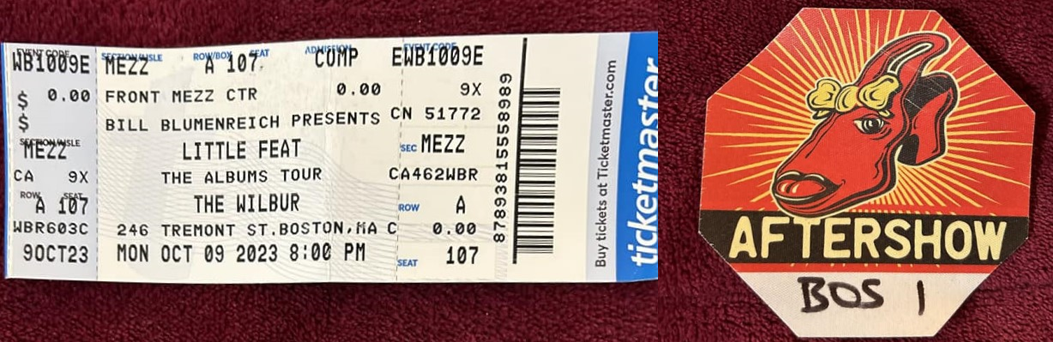 EVENT CODE SECTION/AISLE ROW/BOX SEAT ADMISSION EVENT CODE
WB1009E MEZZ A 107 COMP EWB1009E
$ 0.00 FRONT MEZZ CTR 0.00 9X
$ BILL BLUMENREICH PRESENTS CN 51772
SECTION/AISLE
MEZZ LITTLE FEAT SEC MEZZ
CA 9X THE ALBUMS TOUR CA462WBR
ROW SEAT
A 107 THE WILBUR ROW A
WBR603C 246 TREMONT ST.BOSTON,MA C 0.00
9OCT23 MON OCT 09 2023 8:00 PM SEAT 107
878938155558989
Buy tickets at Ticketmaster.com
ticketmaster
AFTERSHOW
BOS 1